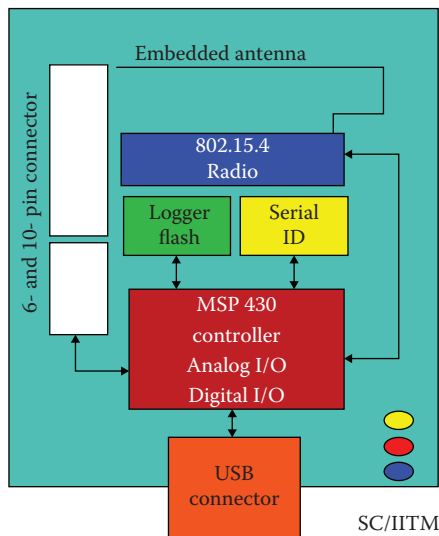 Embedded antenna
6- and 10- pin connector
802.15.4
Radio
Logger
flash
Serial
ID
MSP 430
controller
Analog I/O
Digital I/O
USB
connector
SC/IITM